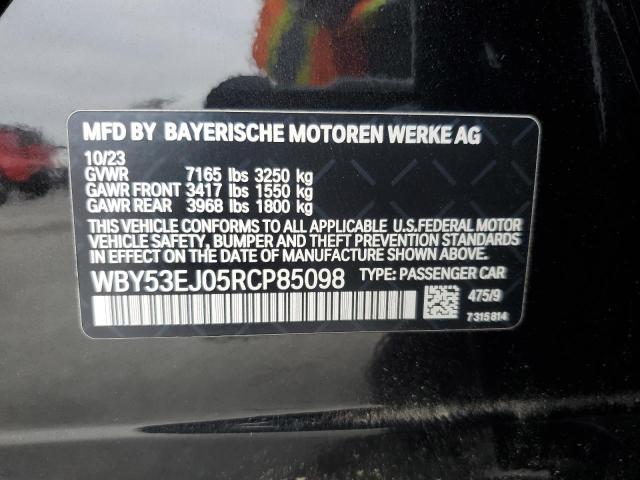 MFD BY BAYERISCHE MOTOREN WERKE AG
10/23
GVWR 7165 lbs 3250 kg
GAWR FRONT 3417 lbs 1550 kg
GAWR REAR 3968 lbs 1800 kg
THIS VEHICLE CONFORMS TO ALL APPLICABLE U.S.FEDERAL MOTOR
VEHICLE SAFETY, BUMPER AND THEFT PREVENTION STANDARDS
IN EFFECT ON THE DATE OF MANUFACTURE SHOWN ABOVE.
WBY53EJ05RCP85098 TYPE: PASSENGER CAR
475/9
7315814